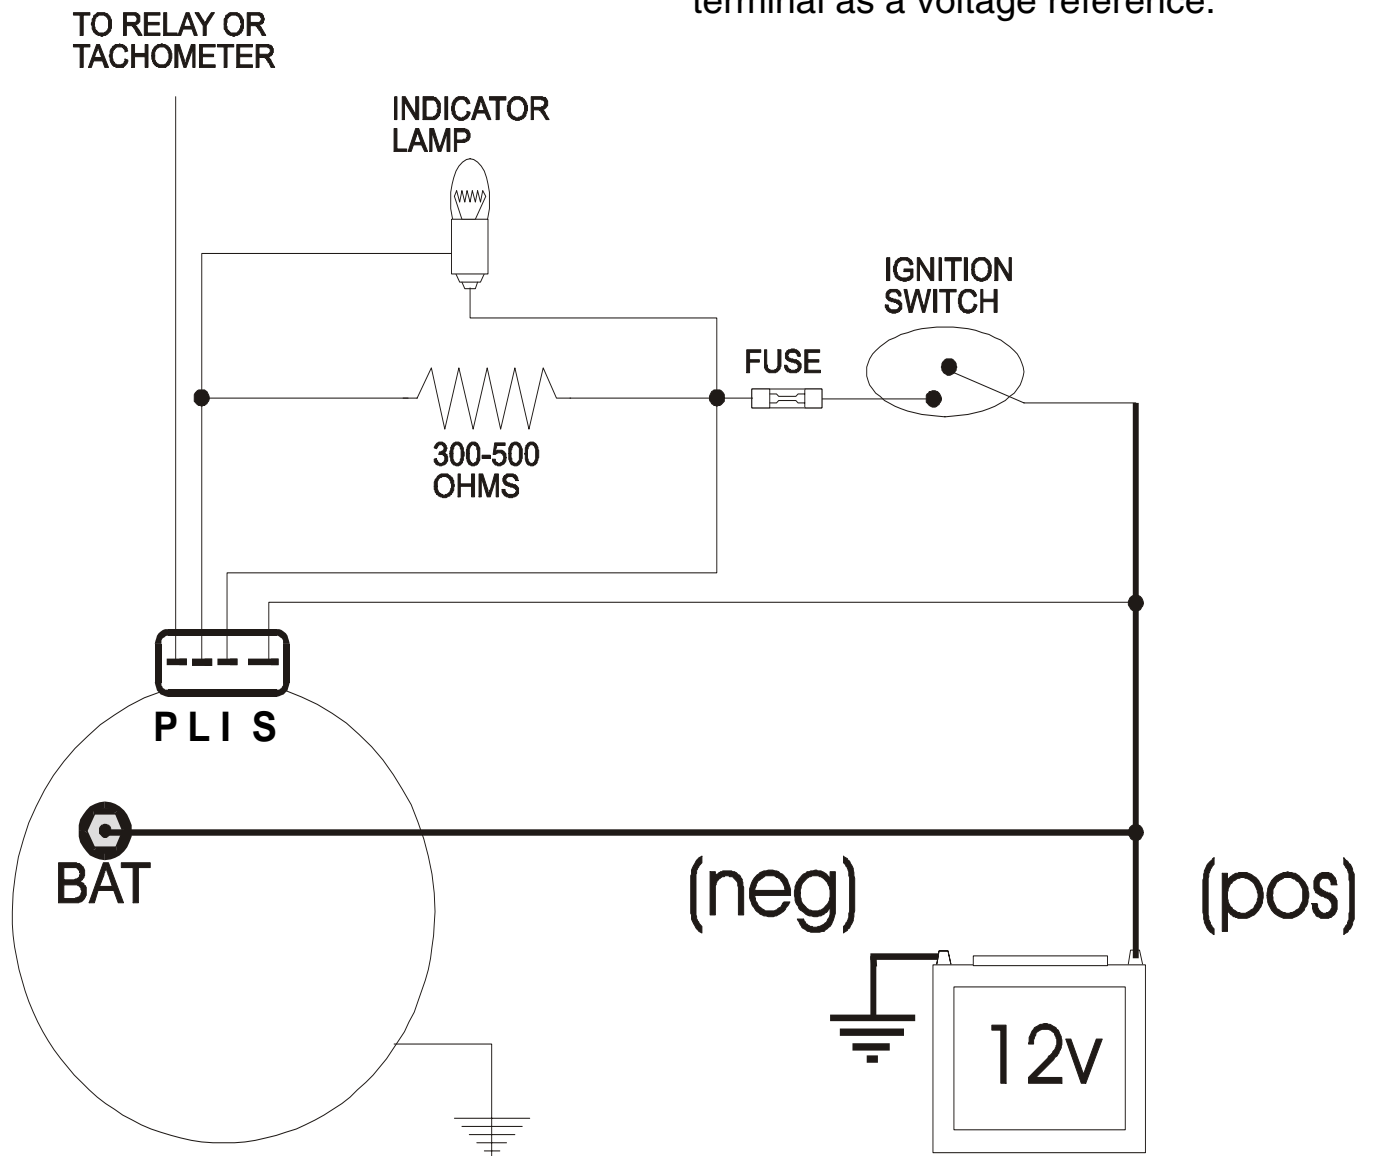 terminal as a voltage reference.
TO RELAY OR
TACHOMETER
INDICATOR
LAMP
IGNITION
SWITCH
FUSE
300-500
OHMS
P L I S
BAT
(neg)
(pos)
12v